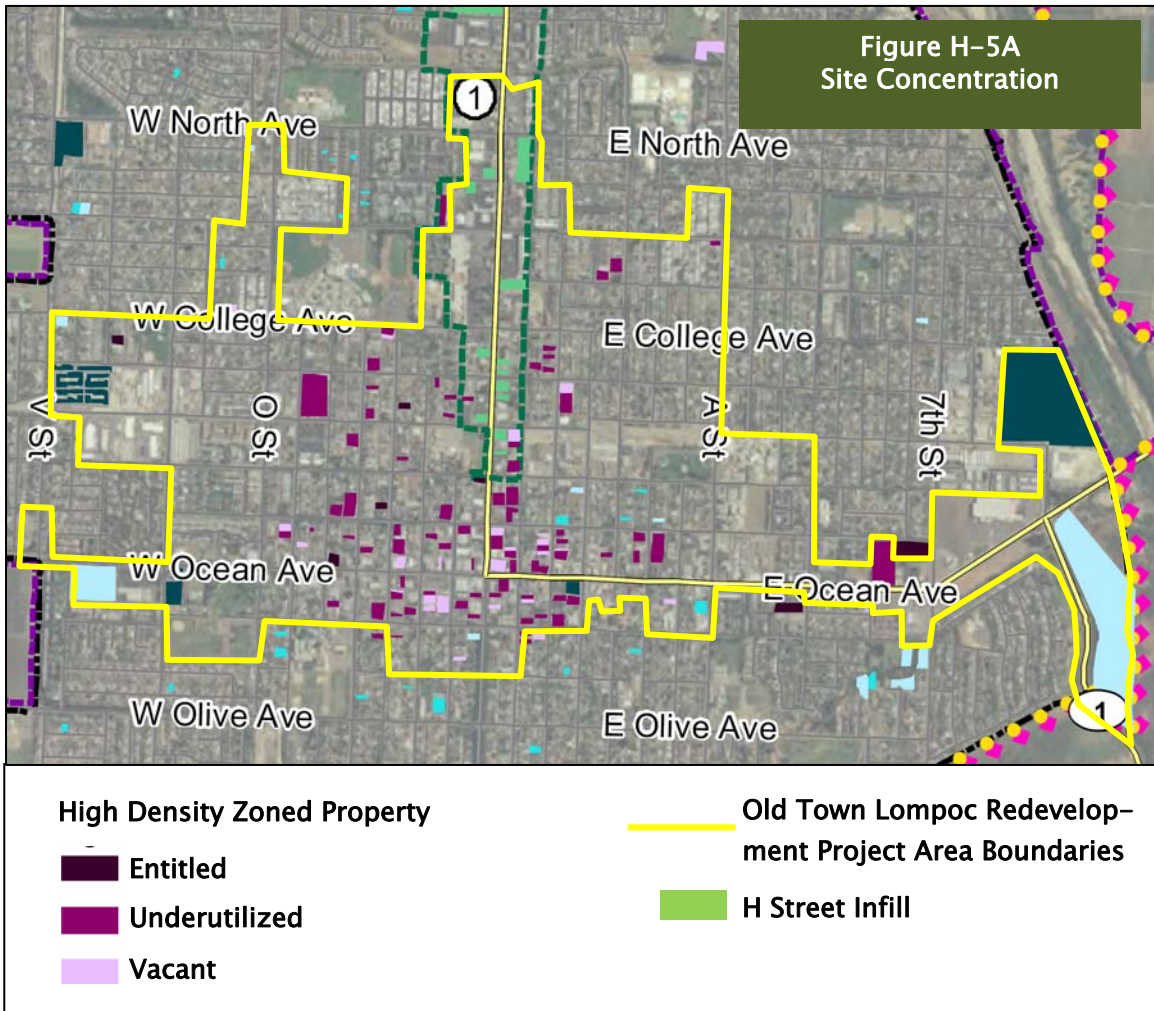 Figure H-5A
Site Concentration
1
W North Ave
E North Ave
W College Ave
E College Ave
V St
O St
A St
7th St
W Ocean Ave
E Ocean Ave
W Olive Ave
E Olive Ave
1
High Density Zoned Property
Entitled
Underutilized
Vacant
Old Town Lompoc Redevelop-
ment Project Area Boundaries
H Street Infill